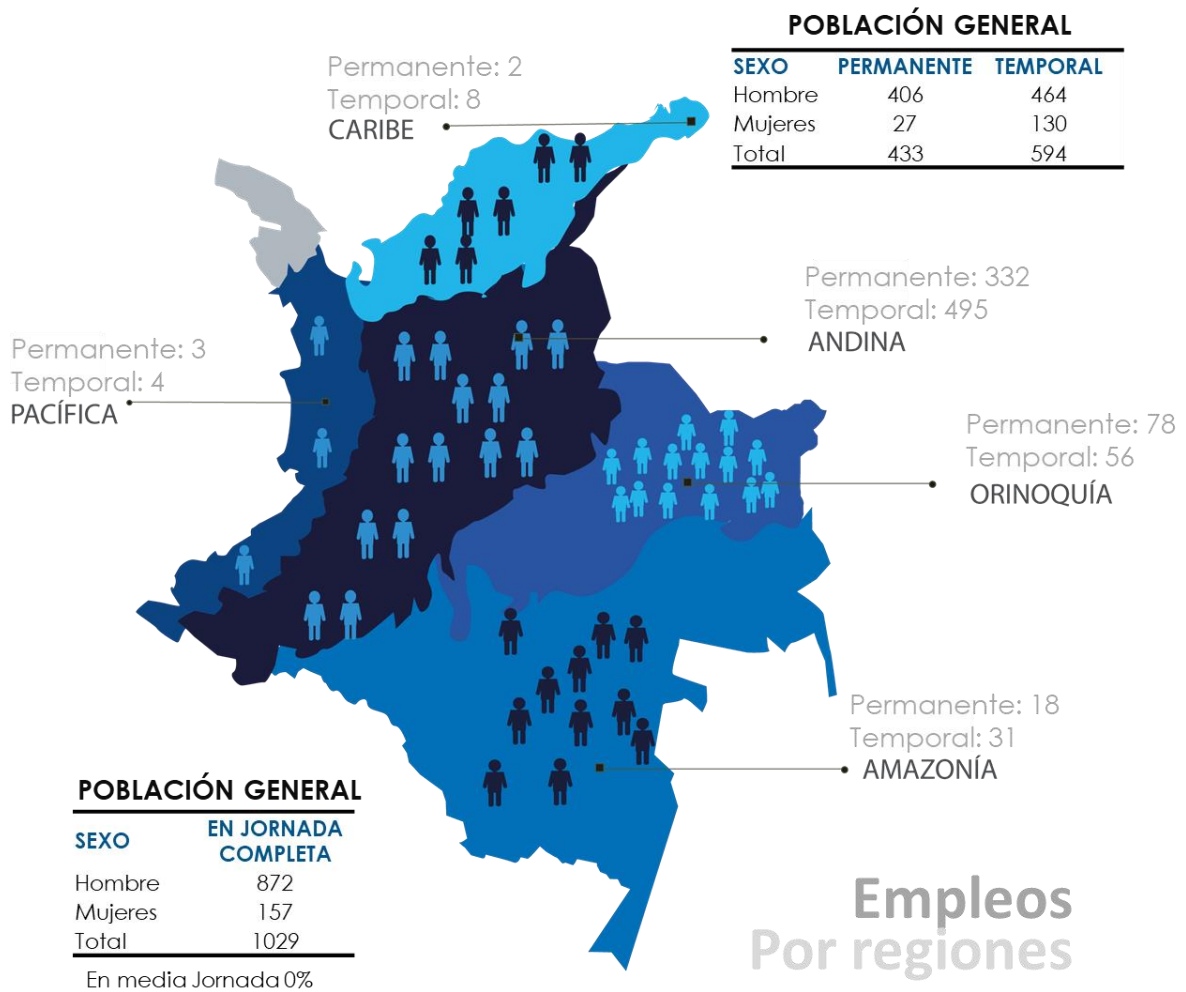 POBLACIÓN GENERAL
SEXO PERMANENTE TEMPORAL
Hombre 406 464
Mujeres 27 130
Total 433 594
Permanente: 2
Temporal: 8
CARIBE
Permanente: 332
Temporal: 495
ANDINA
Permanente: 3
Temporal: 4
PACÍFICA
Permanente: 78
Temporal: 56
ORINOQUÍA
Permanente: 18
Temporal: 31
AMAZONÍA
POBLACIÓN GENERAL
SEXO EN JORNADA
COMPLETA
Hombre 872
Mujeres 157
Total 1029
En media Jornada 0%
Empleos
Por regiones